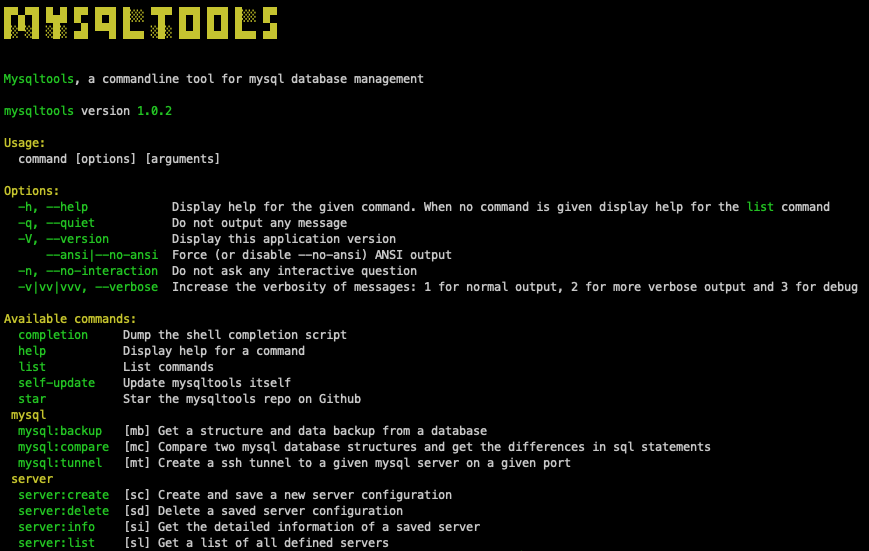 MYSQLTOOLS
Mysqltools, a commandline tool for mysql database management
mysqltools version 1.0.2
Usage:
  command [options] [arguments]
Options:
  -h, --help            Display help for the given command. When no command is given display help for the list command
  -q, --quiet           Do not output any message
  -V, --version         Display this application version
      --ansi|--no-ansi  Force (or disable --no-ansi) ANSI output
  -n, --no-interaction  Do not ask any interactive question
  -v|vv|vvv, --verbose  Increase the verbosity of messages: 1 for normal output, 2 for more verbose output and 3 for debug
Available commands:
  completion     Dump the shell completion script
  help           Display help for a command
  list           List commands
  self-update    Update mysqltools itself
  star           Star the mysqltools repo on Github
 mysql
  mysql:backup   [mb] Get a structure and data backup from a database
  mysql:compare  [mc] Compare two mysql database structures and get the differences in sql statements
  mysql:tunnel   [mt] Create a ssh tunnel to a given mysql server on a given port
 server
  server:create  [sc] Create and save a new server configuration
  server:delete  [sd] Delete a saved server configuration
  server:info    [si] Get the detailed information of a saved server
  server:list    [sl] Get a list of all defined servers